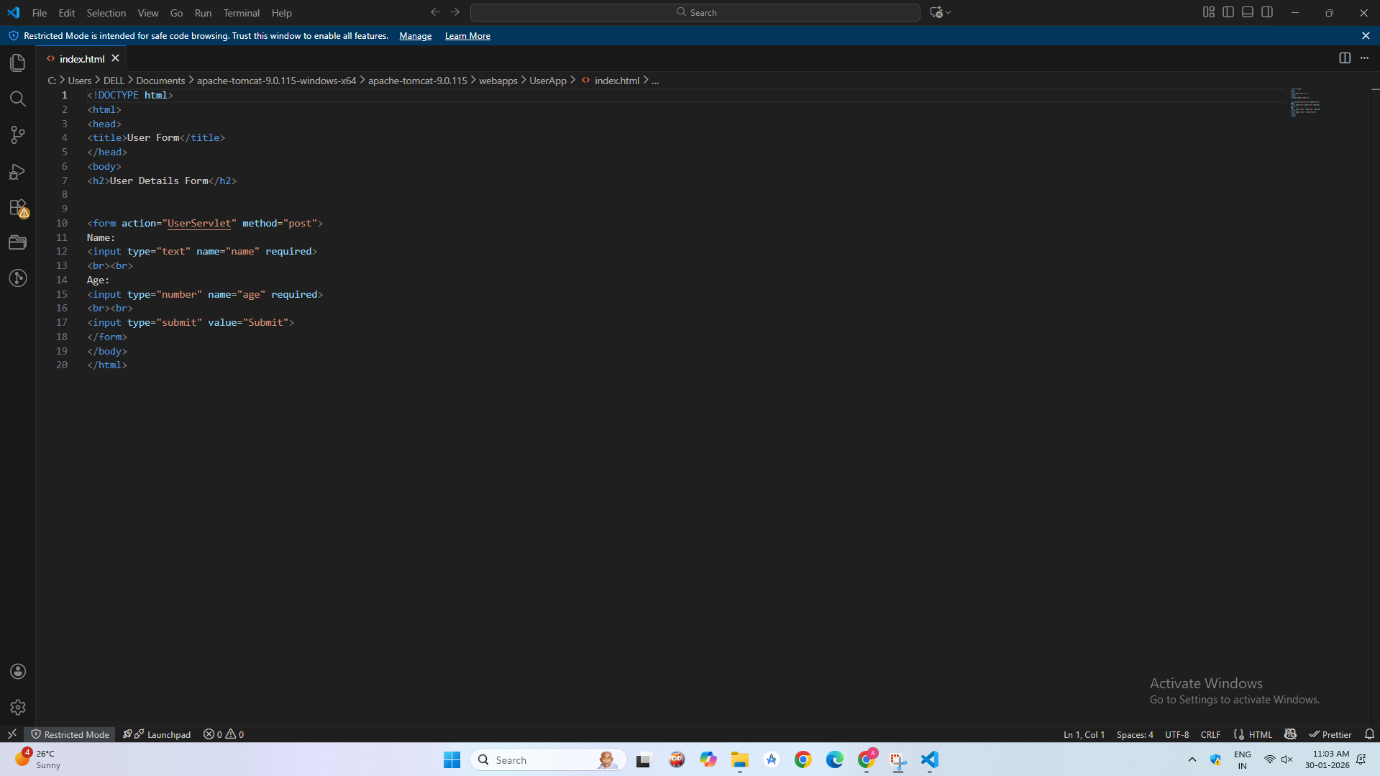 File Edit Selection View Go Run Terminal Help
Search
Restricted Mode is intended for safe code browsing. Trust this window to enable all features. Manage Learn More
index.html
C: > Users > DELL > Documents > apache-tomcat-9.0.115-windows-x64 > apache-tomcat-9.0.115 > webapps > UserApp > <> index.html > ...
1 <!DOCTYPE html>
2 <html>
3 <head>
4 <title>User Form</title>
5 </head>
6 <body>
7 <h2>User Details Form</h2>
8
9
10 <form action="UserServlet" method="post">
11 Name:
12 <input type="text" name="name" required>
13 <br><br>
14 Age:
15 <input type="number" name="age" required>
16 <br><br>
17 <input type="submit" value="Submit">
18 </form>
19 </body>
20 </html>
Activate Windows
Go to Settings to activate Windows.
Restricted Mode Launchpad 0 0 Ln 1, Col 1 Spaces: 4 UTF-8 CRLF HTML Prettier
4 26°C
Sunny
Search
A
ENG
IN
11:03 AM
30-01-2026